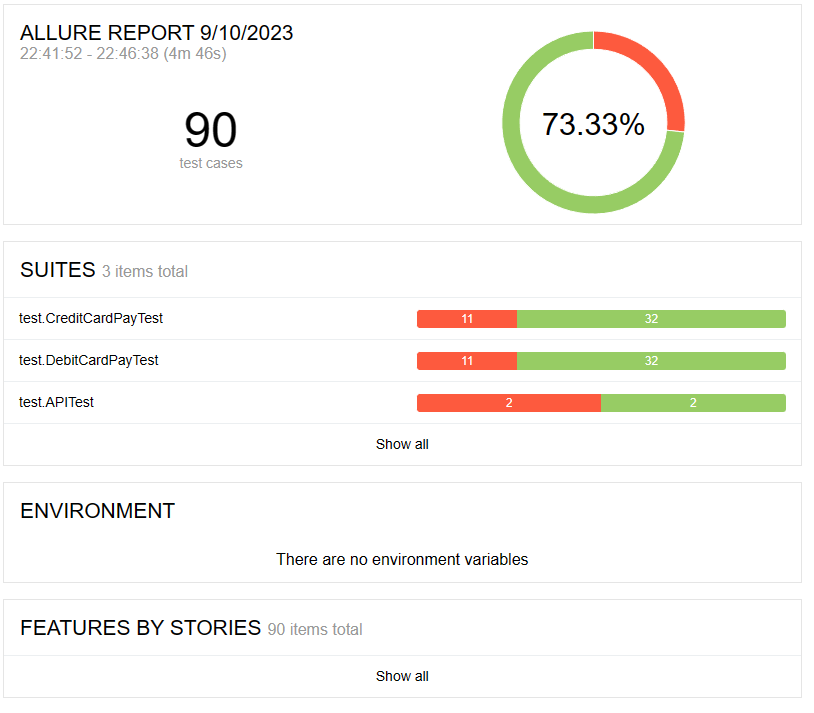 ALLURE REPORT 9/10/2023
22:41:52 - 22:46:38 (4m 46s)
90
test cases
73.33%
SUITES 3 items total
test.CreditCardPayTest 11 32
test.DebitCardPayTest 11 32
test.APITest 2 2
Show all
ENVIRONMENT
There are no environment variables
FEATURES BY STORIES 90 items total
Show all